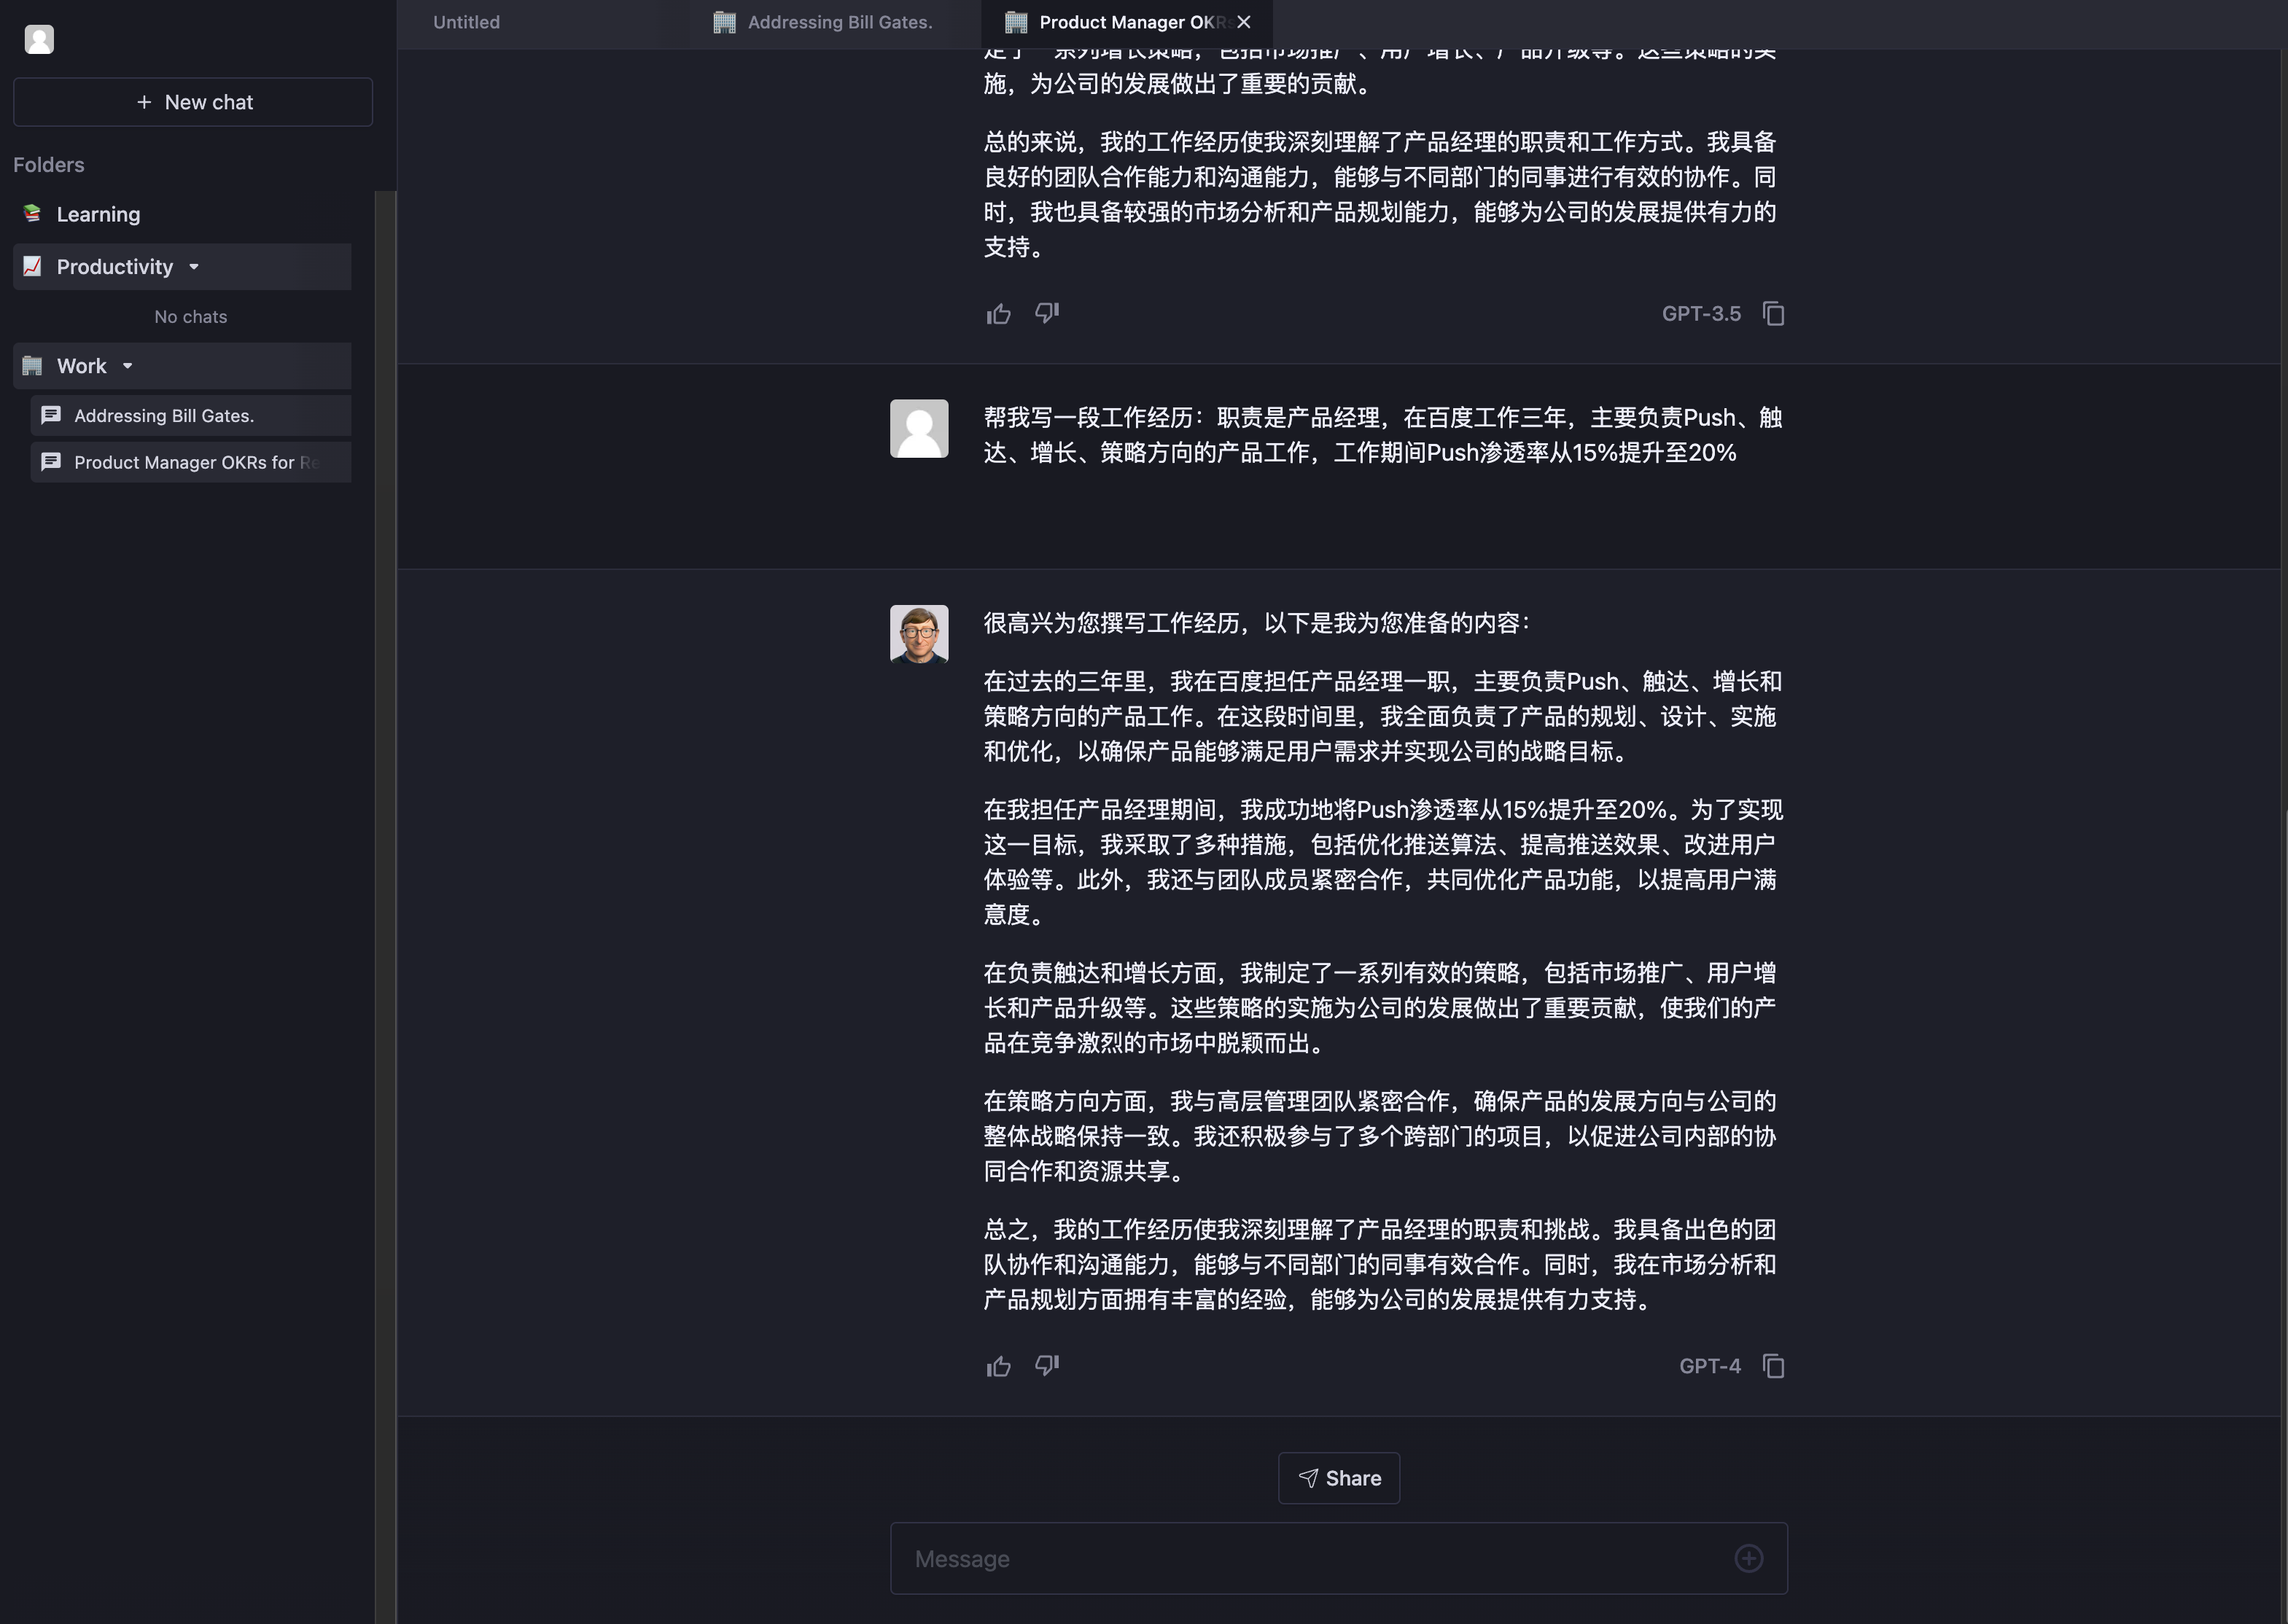 New chat
Folders
Learning
Productivity
No chats
Work
Addressing Bill Gates.
Product Manager OKRs for Re
Untitled
Addressing Bill Gates.
Product Manager OKRs
定了一系列增长策略，包括市场推广、用户增长、产品升级等。这些策略的实
施，为公司的发展做出了重要的贡献。
总的来说，我的工作经历使我深刻理解了产品经理的职责和工作方式。我具备
良好的团队合作能力和沟通能力，能够与不同部门的同事进行有效的协作。同
时，我也具备较强的市场分析和产品规划能力，能够为公司的发展提供有力的
支持。
GPT-3.5
帮我写一段工作经历：职责是产品经理，在百度工作三年，主要负责Push、触
达、增长、策略方向的产品工作，工作期间Push渗透率从15%提升至20%
很高兴为您撰写工作经历，以下是我为您准备的内容：
在过去的三年里，我在百度担任产品经理一职，主要负责Push、触达、增长和
策略方向的产品工作。在这段时间里，我全面负责了产品的规划、设计、实施
和优化，以确保产品能够满足用户需求并实现公司的战略目标。
在我担任产品经理期间，我成功地将Push渗透率从15%提升至20%。为了实现
这一目标，我采取了多种措施，包括优化推送算法、提高推送效果、改进用户
体验等。此外，我还与团队成员紧密合作，共同优化产品功能，以提高用户满
意度。
在负责触达和增长方面，我制定了一系列有效的策略，包括市场推广、用户增
长和产品升级等。这些策略的实施为公司的发展做出了重要贡献，使我们的产
品在竞争激烈的市场中脱颖而出。
在策略方向方面，我与高层管理团队紧密合作，确保产品的发展方向与公司的
整体战略保持一致。我还积极参与了多个跨部门的项目，以促进公司内部的协
同合作和资源共享。
总之，我的工作经历使我深刻理解了产品经理的职责和挑战。我具备出色的团
队协作和沟通能力，能够与不同部门的同事有效合作。同时，我在市场分析和
产品规划方面拥有丰富的经验，能够为公司的发展提供有力支持。
GPT-4
Share
Message